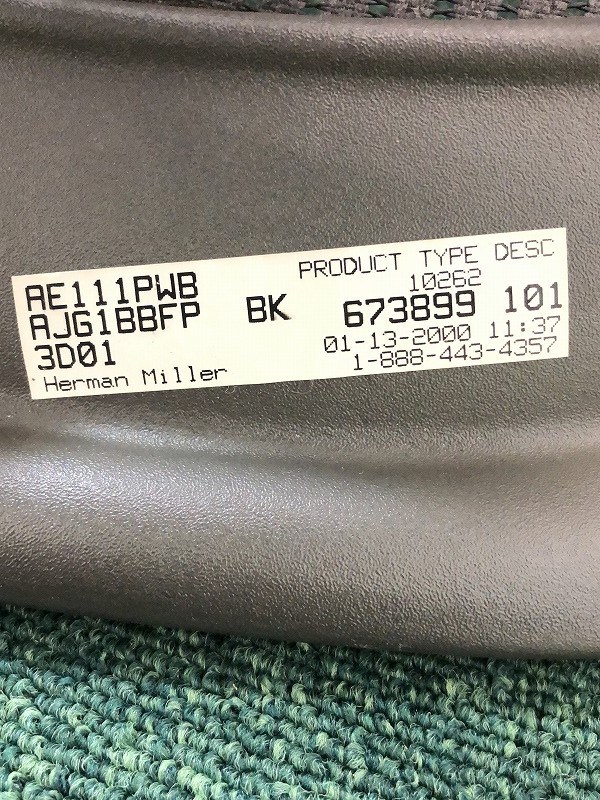 AE111PWB
AJG1BBFP
3D01
Herman Miller
BK
PRODUCT TYPE DESC
10262
673899 101
01-13-2000 11:37
1-888-443-4357